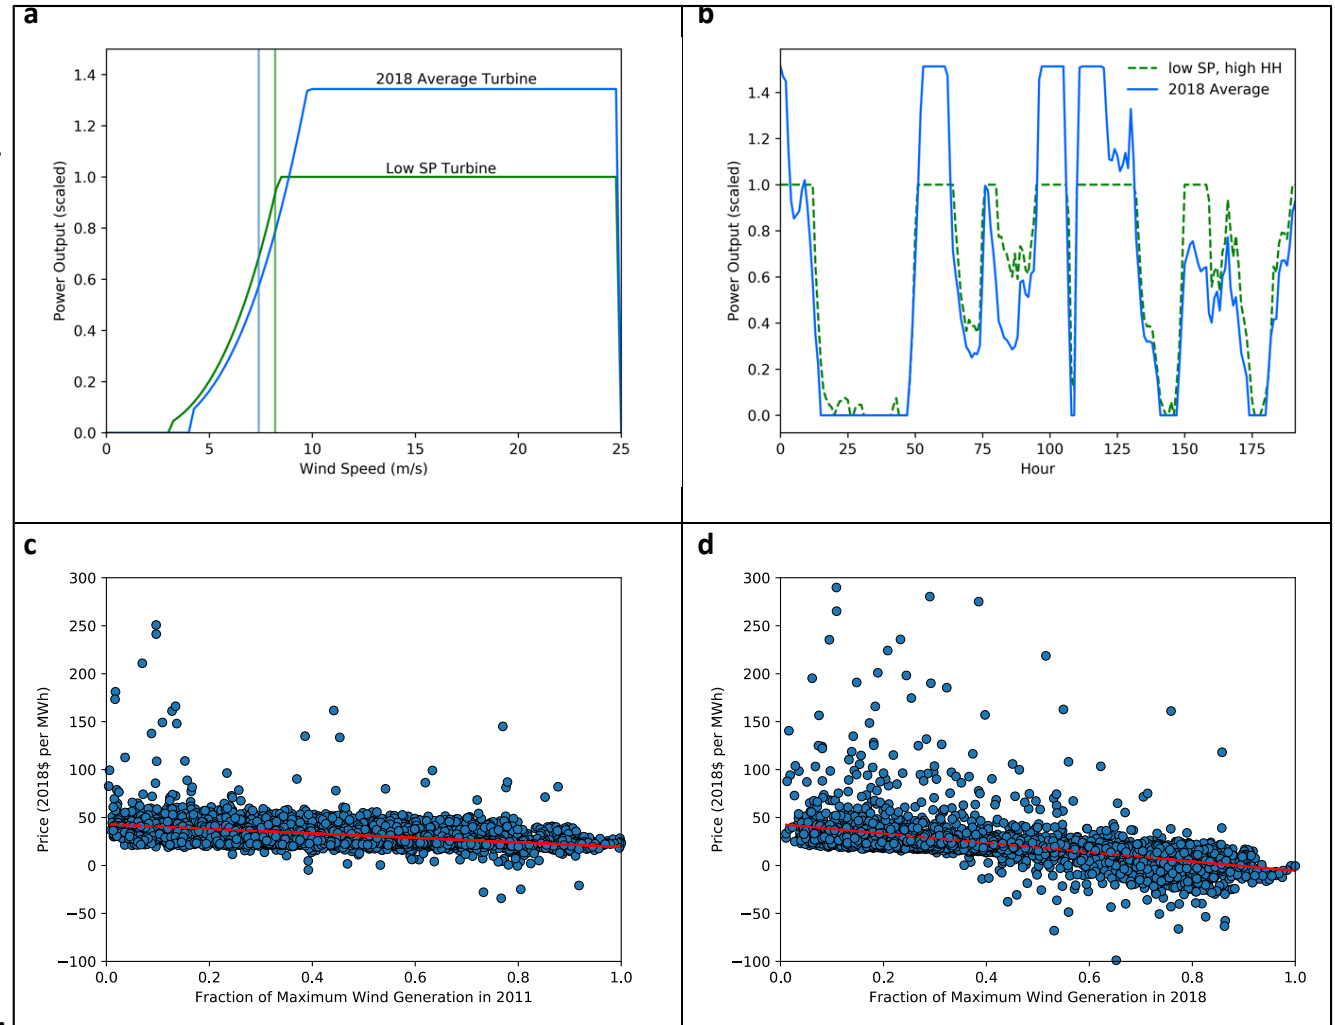 a
1.4
1.2
1.0
0.8
0.6
0.4
0.2
0.0
Power Output (scaled)
2018 Average Turbine
Low SP Turbine
0 5 10 15 20 25
Wind Speed (m/s)
b
1.4
1.2
1.0
0.8
0.6
0.4
0.2
0.0
Power Output (scaled)
low SP, high HH
2018 Average
0 25 50 75 100 125 150 175
Hour
c
300
250
200
150
100
50
0
−50
−100
Price (2018$ per MWh)
0.0 0.2 0.4 0.6 0.8 1.0
Fraction of Maximum Wind Generation in 2011
d
300
250
200
150
100
50
0
−50
−100
Price (2018$ per MWh)
0.0 0.2 0.4 0.6 0.8 1.0
Fraction of Maximum Wind Generation in 2018